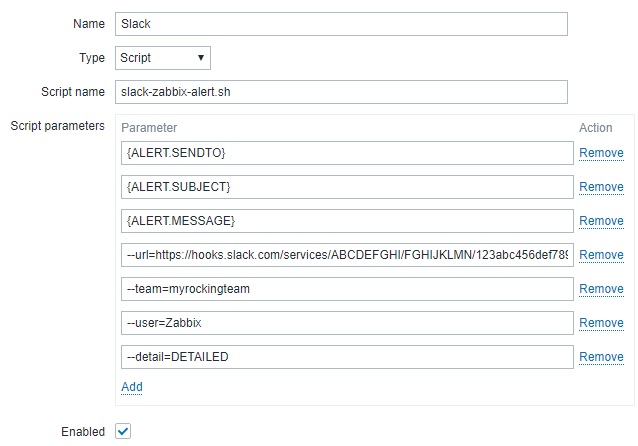 Name Slack
Type Script
Script name slack-zabbix-alert.sh
Script parameters Parameter Action
{ALERT.SENDTO} Remove
{ALERT.SUBJECT} Remove
{ALERT.MESSAGE} Remove
--url=https://hooks.slack.com/services/ABCDEFGHI/FGHIJKLMN/123abc456def789 Remove
--team=myrockingteam Remove
--user=Zabbix Remove
--detail=DETAILED Remove
Add
Enabled